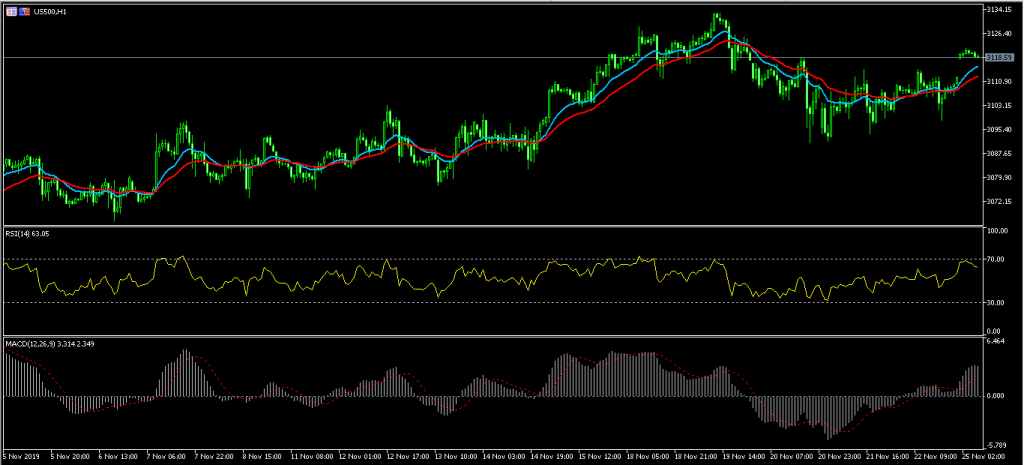 US500,H1
3134.15
3126.40
3118.59
3110.90
3103.15
3095.40
3087.65
3079.90
3072.15
RSI(14) 63.05
100.00
70.00
30.00
0.00
MACD(12,26,9) 3.314 2.349
6.464
0.000
-5.789
5 Nov 2019
5 Nov 20:00
6 Nov 13:00
7 Nov 06:00
7 Nov 22:00
8 Nov 15:00
11 Nov 08:00
12 Nov 01:00
12 Nov 17:00
13 Nov 10:00
14 Nov 03:00
14 Nov 19:00
15 Nov 12:00
18 Nov 05:00
18 Nov 21:00
19 Nov 14:00
20 Nov 07:00
20 Nov 23:00
21 Nov 16:00
22 Nov 09:00
25 Nov 02:00